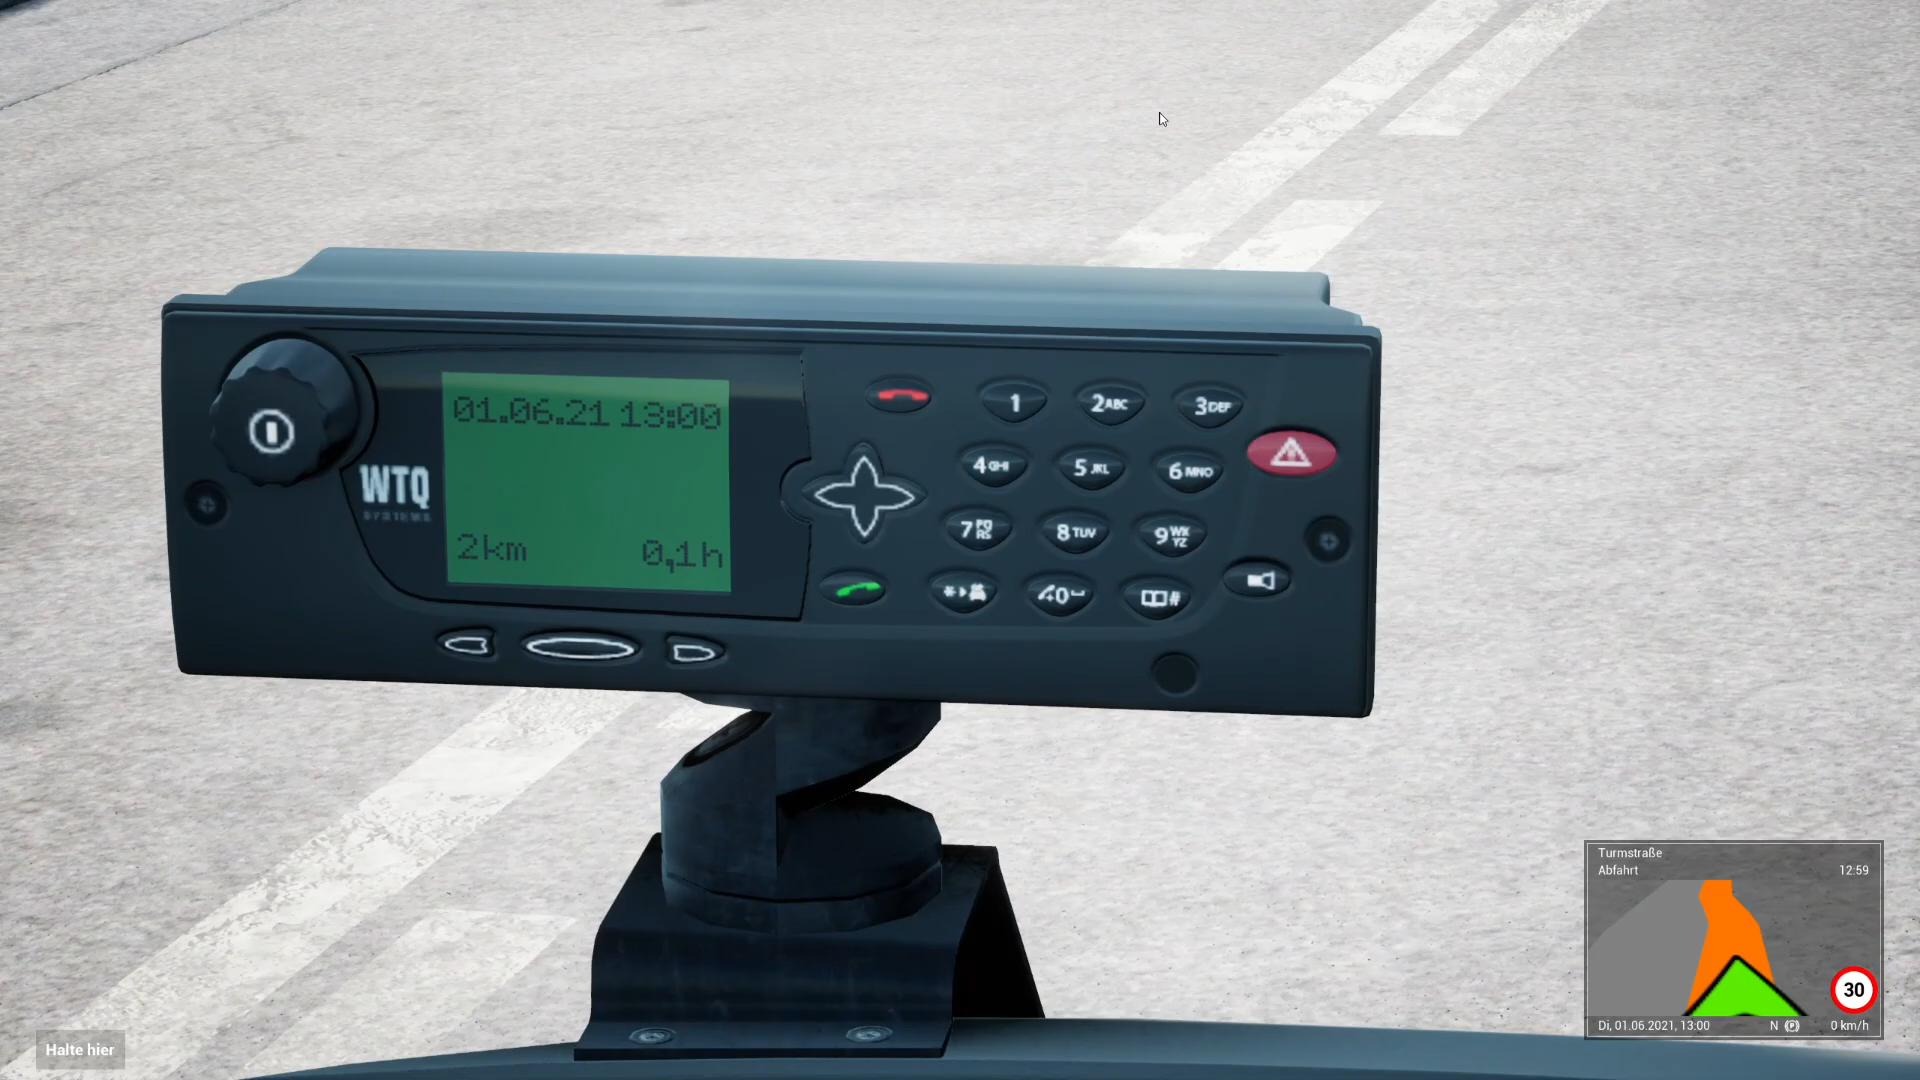 01.06.21 13:00
WTQ
SYSTEMS
2km 0,1h
1 2ABC 3DEF
4GHI 5JKL 6MNO
7PQRS 8TUV 9WXYZ
* 0 #
Turmstraße
Abfahrt 12:59
30
Di, 01.06.2021, 13:00 N (P) 0 km/h
Halte hier